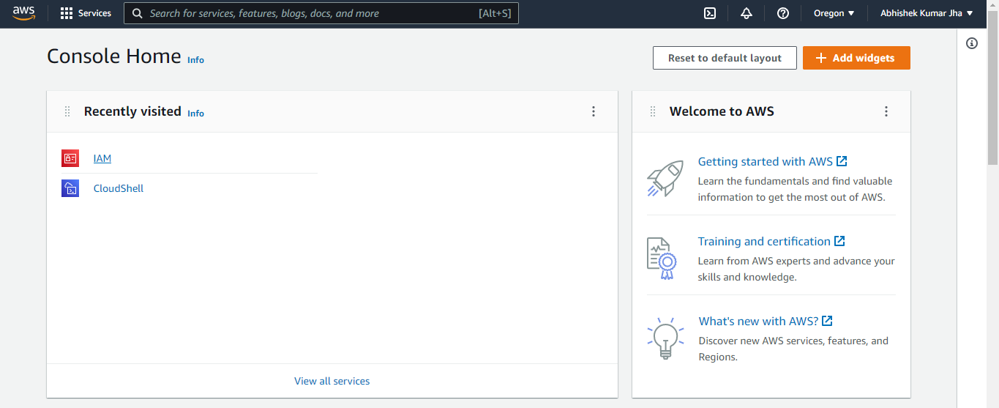 aws
Services
Search for services, features, blogs, docs, and more
[Alt+S]
Oregon
Abhishek Kumar Jha
Console Home
Info
Reset to default layout
Add widgets
Recently visited
Info
IAM
CloudShell
View all services
Welcome to AWS
Getting started with AWS
Learn the fundamentals and find valuable
information to get the most out of AWS.
Training and certification
Learn from AWS experts and advance your
skills and knowledge.
What's new with AWS?
Discover new AWS services, features, and
Regions.